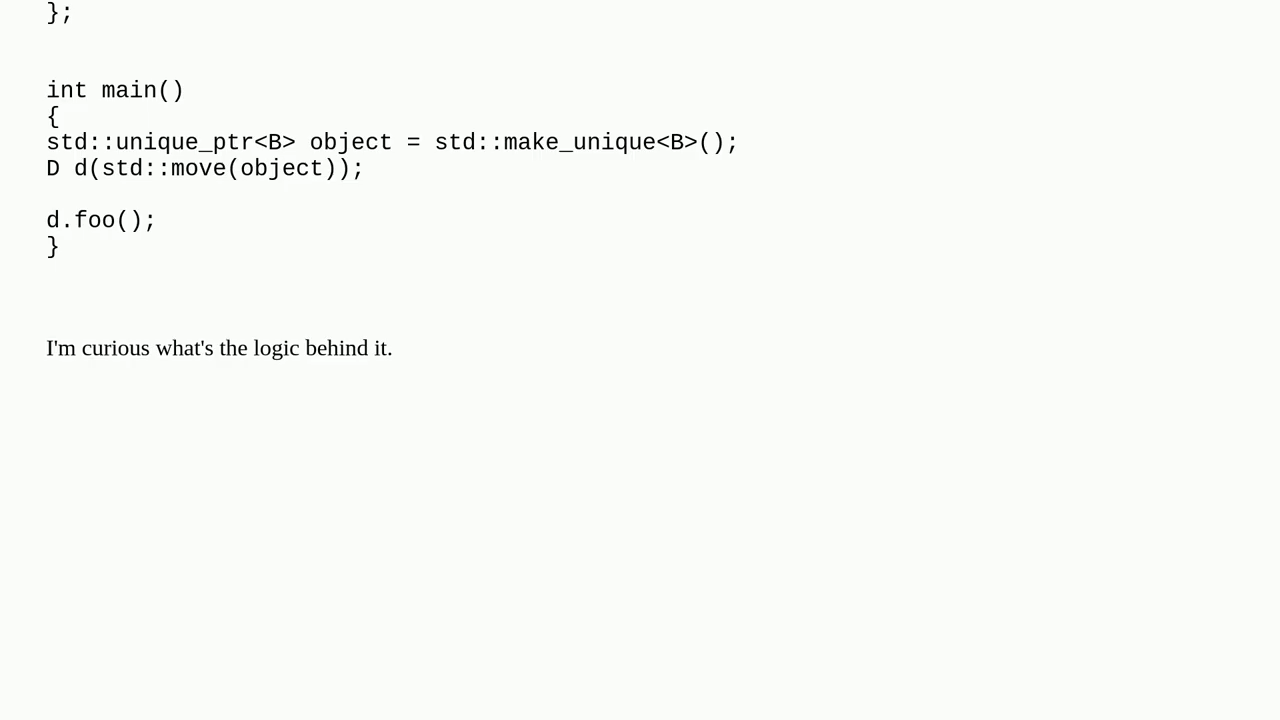 };
int main()
{
std::unique_ptr<B> object = std::make_unique<B>();
D d(std::move(object));
d.foo();
}
I'm curious what's the logic behind it.